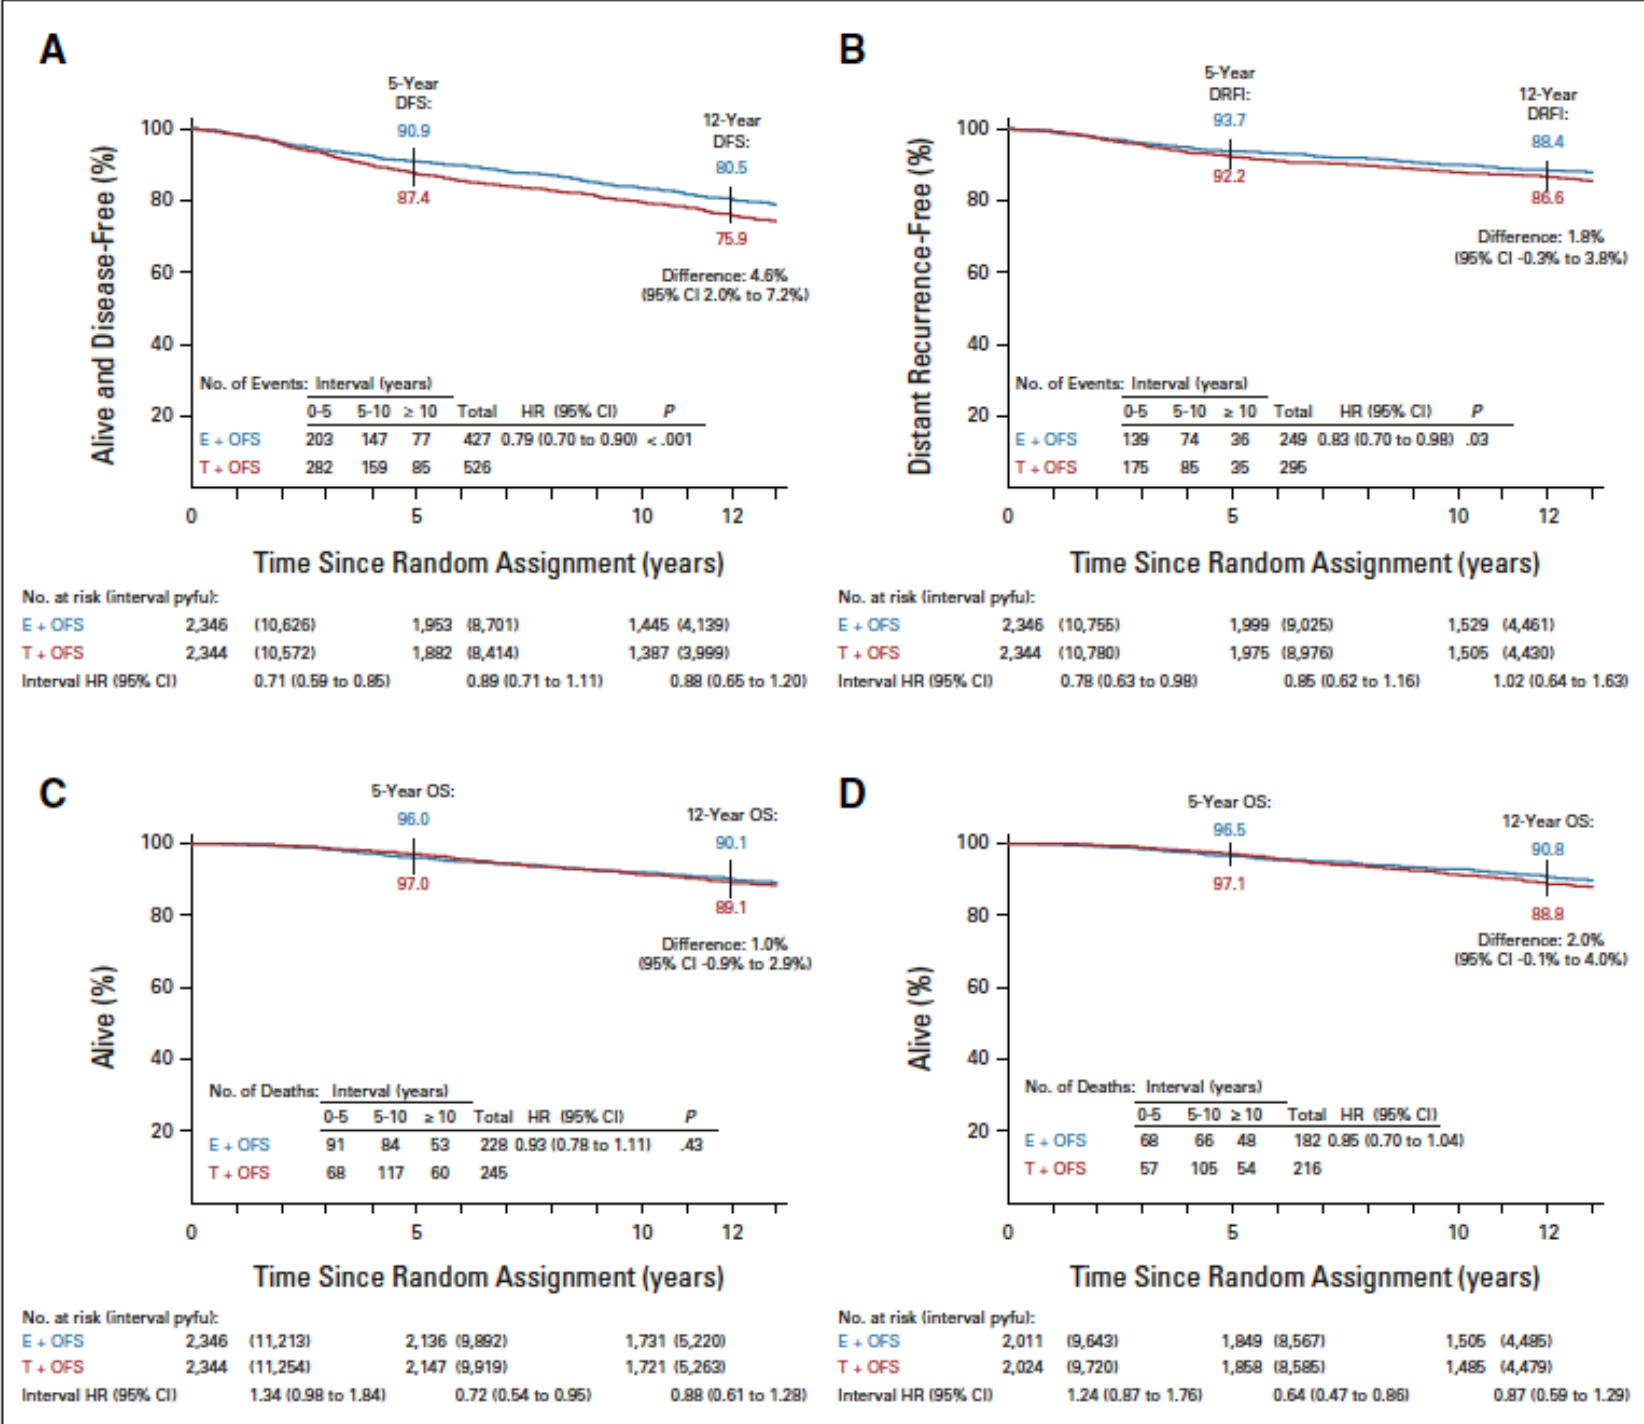 A
5-Year
DFS:
90.9
87.4
12-Year
DFS:
80.5
75.9
Difference: 4.6%
(95% CI 2.0% to 7.2%)
Alive and Disease-Free (%)
100
80
60
40
20
No. of Events: Interval (years)
0-5 5-10 ≥ 10 Total HR (95% CI) P
E + OFS 203 147 77 427 0.79 (0.70 to 0.90) < .001
T + OFS 282 159 85 526
0 5 10 12
Time Since Random Assignment (years)
No. at risk (interval pyfu):
E + OFS 2,346 (10,626) 1,953 (8,701) 1,445 (4,139)
T + OFS 2,344 (10,572) 1,882 (8,414) 1,387 (3,999)
Interval HR (95% CI) 0.71 (0.59 to 0.85) 0.89 (0.71 to 1.11) 0.88 (0.65 to 1.20)
B
5-Year
DRFI:
93.7
92.2
12-Year
DRFI:
88.4
86.6
Difference: 1.8%
(95% CI -0.3% to 3.8%)
Distant Recurrence-Free (%)
100
80
60
40
20
No. of Events: Interval (years)
0-5 5-10 ≥ 10 Total HR (95% CI) P
E + OFS 139 74 36 249 0.83 (0.70 to 0.98) .03
T + OFS 175 85 35 295
0 5 10 12
Time Since Random Assignment (years)
No. at risk (interval pyfu):
E + OFS 2,346 (10,755) 1,999 (9,025) 1,529 (4,461)
T + OFS 2,344 (10,780) 1,975 (8,976) 1,505 (4,430)
Interval HR (95% CI) 0.78 (0.63 to 0.98) 0.85 (0.62 to 1.16) 1.02 (0.64 to 1.63)
C
5-Year OS:
96.0
97.0
12-Year OS:
90.1
89.1
Difference: 1.0%
(95% CI -0.9% to 2.9%)
Alive (%)
100
80
60
40
20
No. of Deaths: Interval (years)
0-5 5-10 ≥ 10 Total HR (95% CI) P
E + OFS 91 84 53 228 0.93 (0.78 to 1.11) .43
T + OFS 68 117 60 245
0 5 10 12
Time Since Random Assignment (years)
No. at risk (interval pyfu):
E + OFS 2,346 (11,213) 2,136 (9,892) 1,731 (5,220)
T + OFS 2,344 (11,254) 2,147 (9,919) 1,721 (5,263)
Interval HR (95% CI) 1.34 (0.98 to 1.84) 0.72 (0.54 to 0.95) 0.88 (0.61 to 1.28)
D
5-Year OS:
96.5
97.1
12-Year OS:
90.8
88.8
Difference: 2.0%
(95% CI -0.1% to 4.0%)
Alive (%)
100
80
60
40
20
No. of Deaths: Interval (years)
0-5 5-10 ≥ 10 Total HR (95% CI)
E + OFS 68 66 48 182 0.85 (0.70 to 1.04)
T + OFS 57 105 54 216
0 5 10 12
Time Since Random Assignment (years)
No. at risk (interval pyfu):
E + OFS 2,011 (9,643) 1,849 (8,567) 1,505 (4,485)
T + OFS 2,024 (9,720) 1,858 (8,585) 1,485 (4,479)
Interval HR (95% CI) 1.24 (0.87 to 1.76) 0.64 (0.47 to 0.86) 0.87 (0.59 to 1.29)